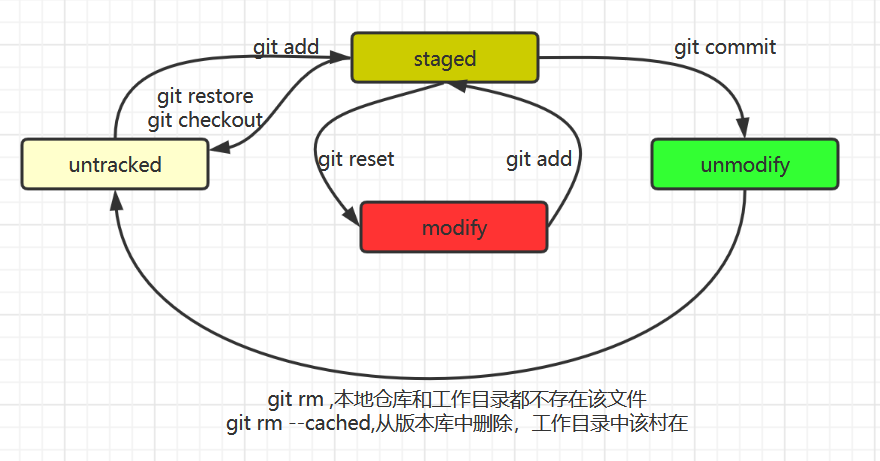 git add
staged
git commit
git restore
git checkout
untracked
git reset
git add
unmodify
modify
git rm ,本地仓库和工作目录都不存在该文件
git rm --cached,从版本库中删除，工作目录中该村在